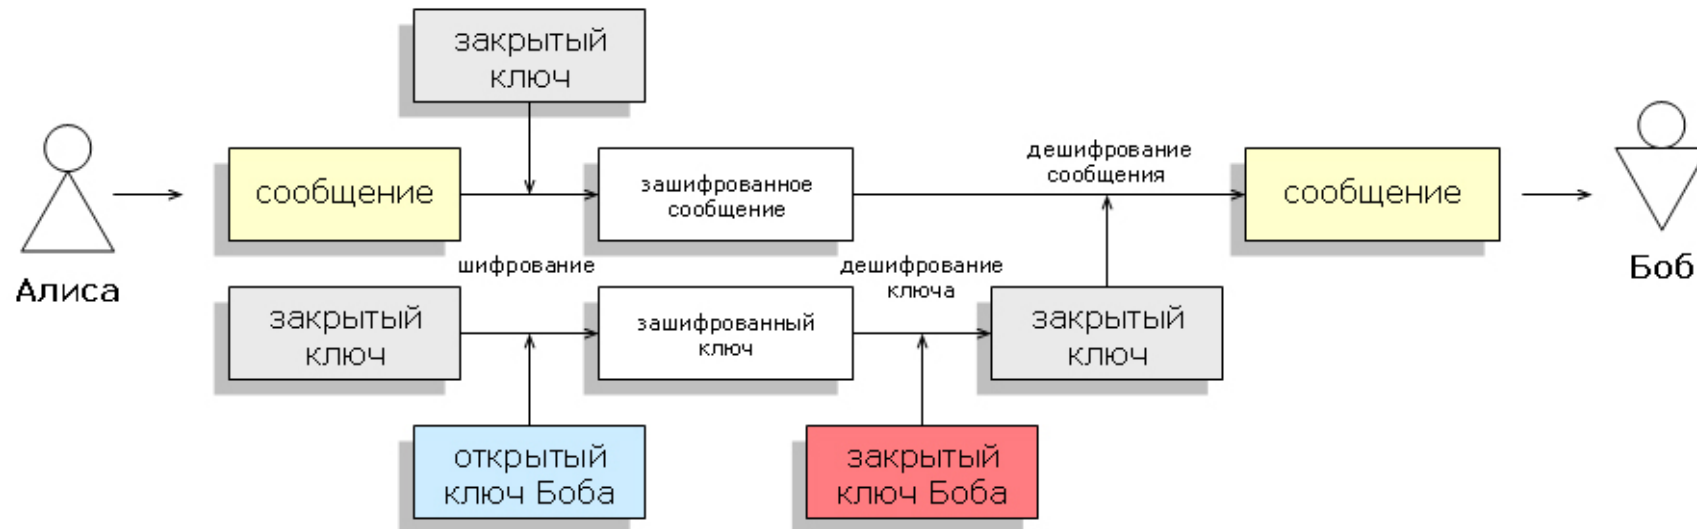 закрытый
ключ
сообщение
зашифрованное
сообщение
дешифрование
сообщения
сообщение
Алиса
Боб
шифрование
дешифрование
ключа
закрытый
ключ
зашифрованный
ключ
закрытый
ключ
открытый
ключ Боба
закрытый
ключ Боба